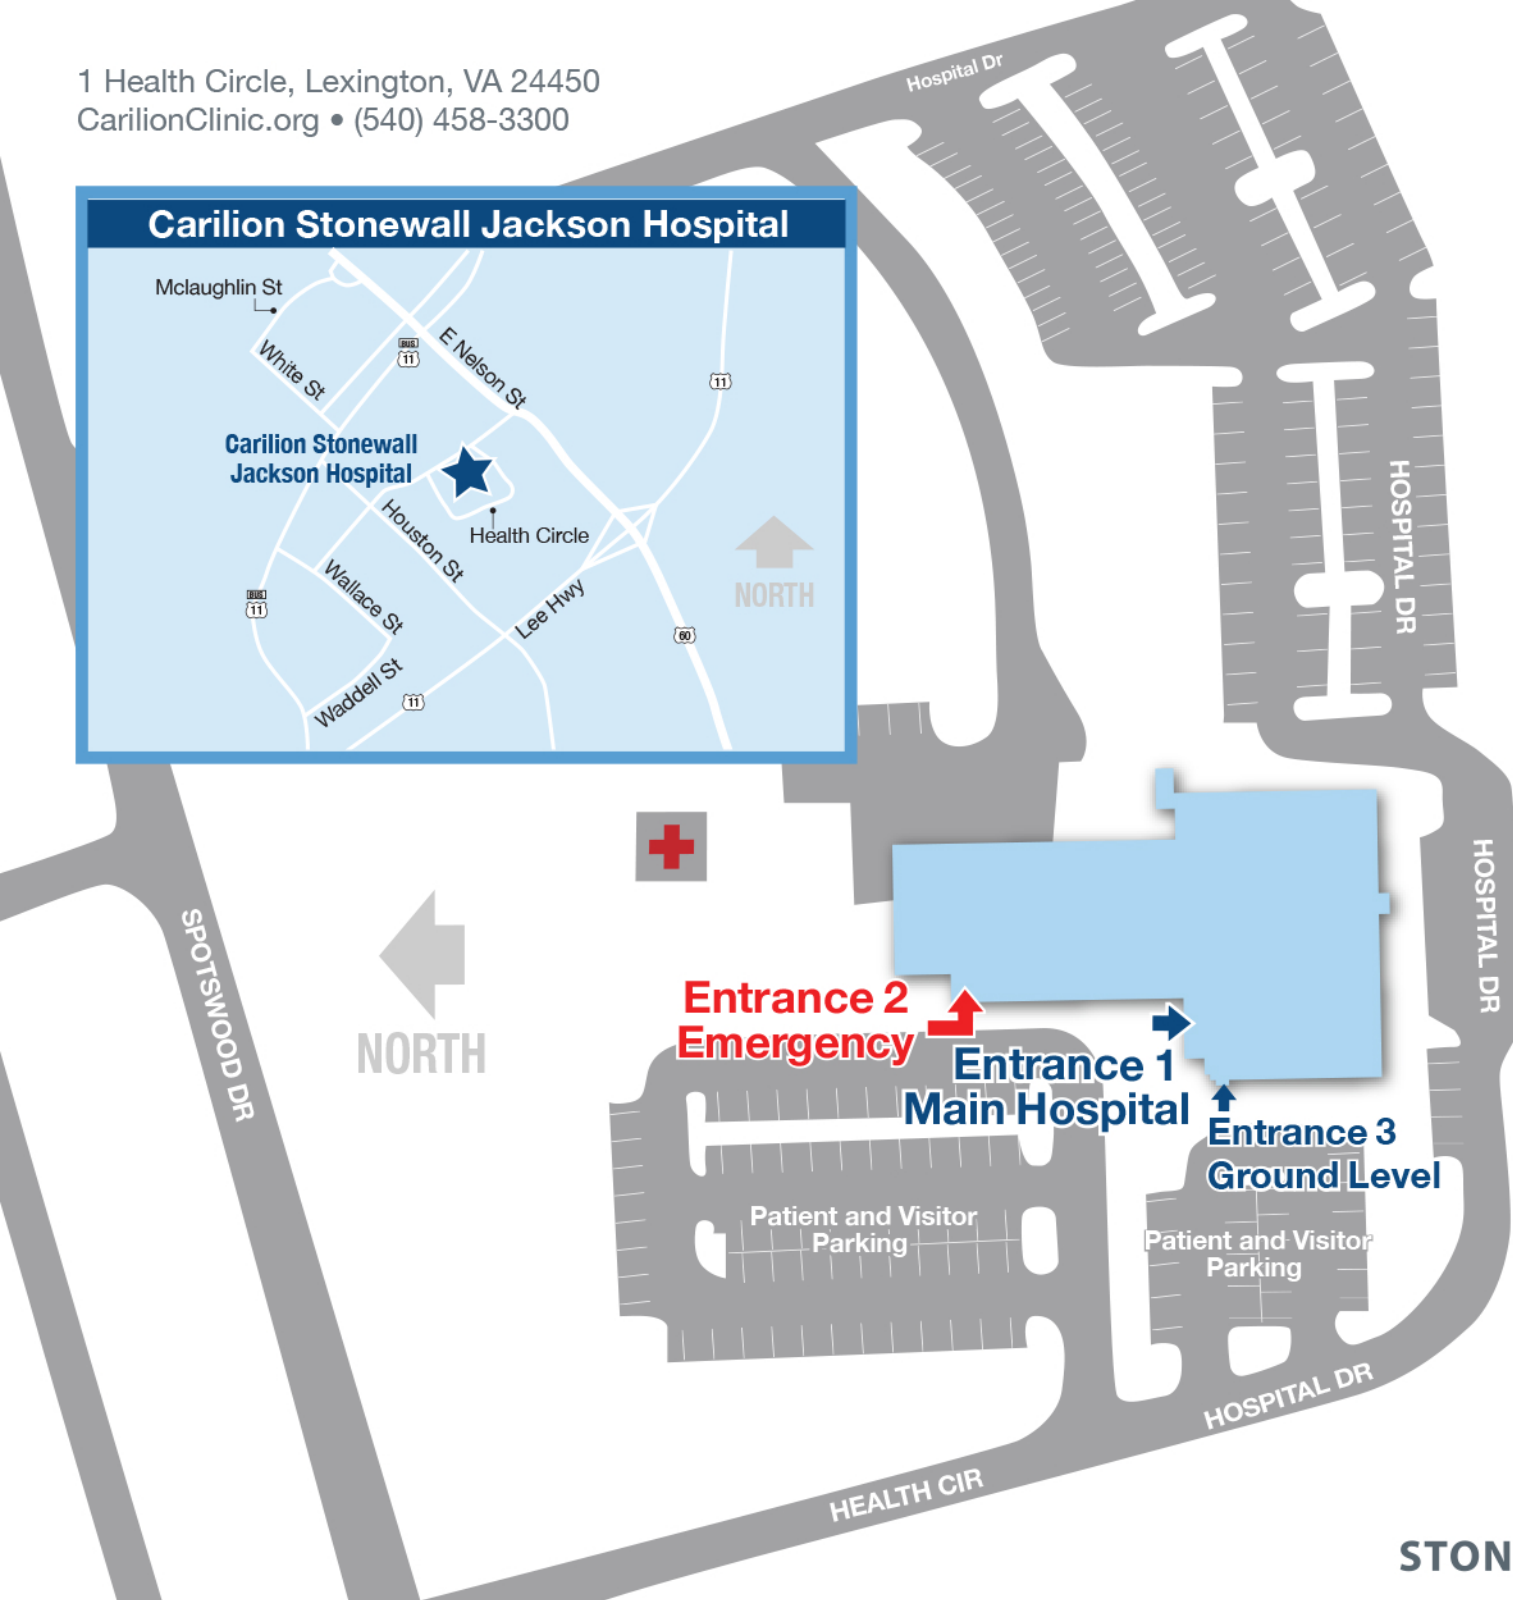 1 Health Circle, Lexington, VA 24450
CarilionClinic.org • (540) 458-3300
Hospital Dr
Carilion Stonewall Jackson Hospital
Mclaughlin St
White St
BUS
11
E Nelson St
11
Carilion Stonewall
Jackson Hospital
Houston St
Health Circle
NORTH
Wallace St
BUS
11
Lee Hwy
60
Waddell St
11
HOSPITAL DR
HOSPITAL DR
SPOTSWOOD DR
NORTH
Entrance 2
Emergency
Entrance 1
Main Hospital
Entrance 3
Ground Level
Patient and Visitor
Parking
Patient and Visitor
Parking
HOSPITAL DR
HEALTH CIR
STON